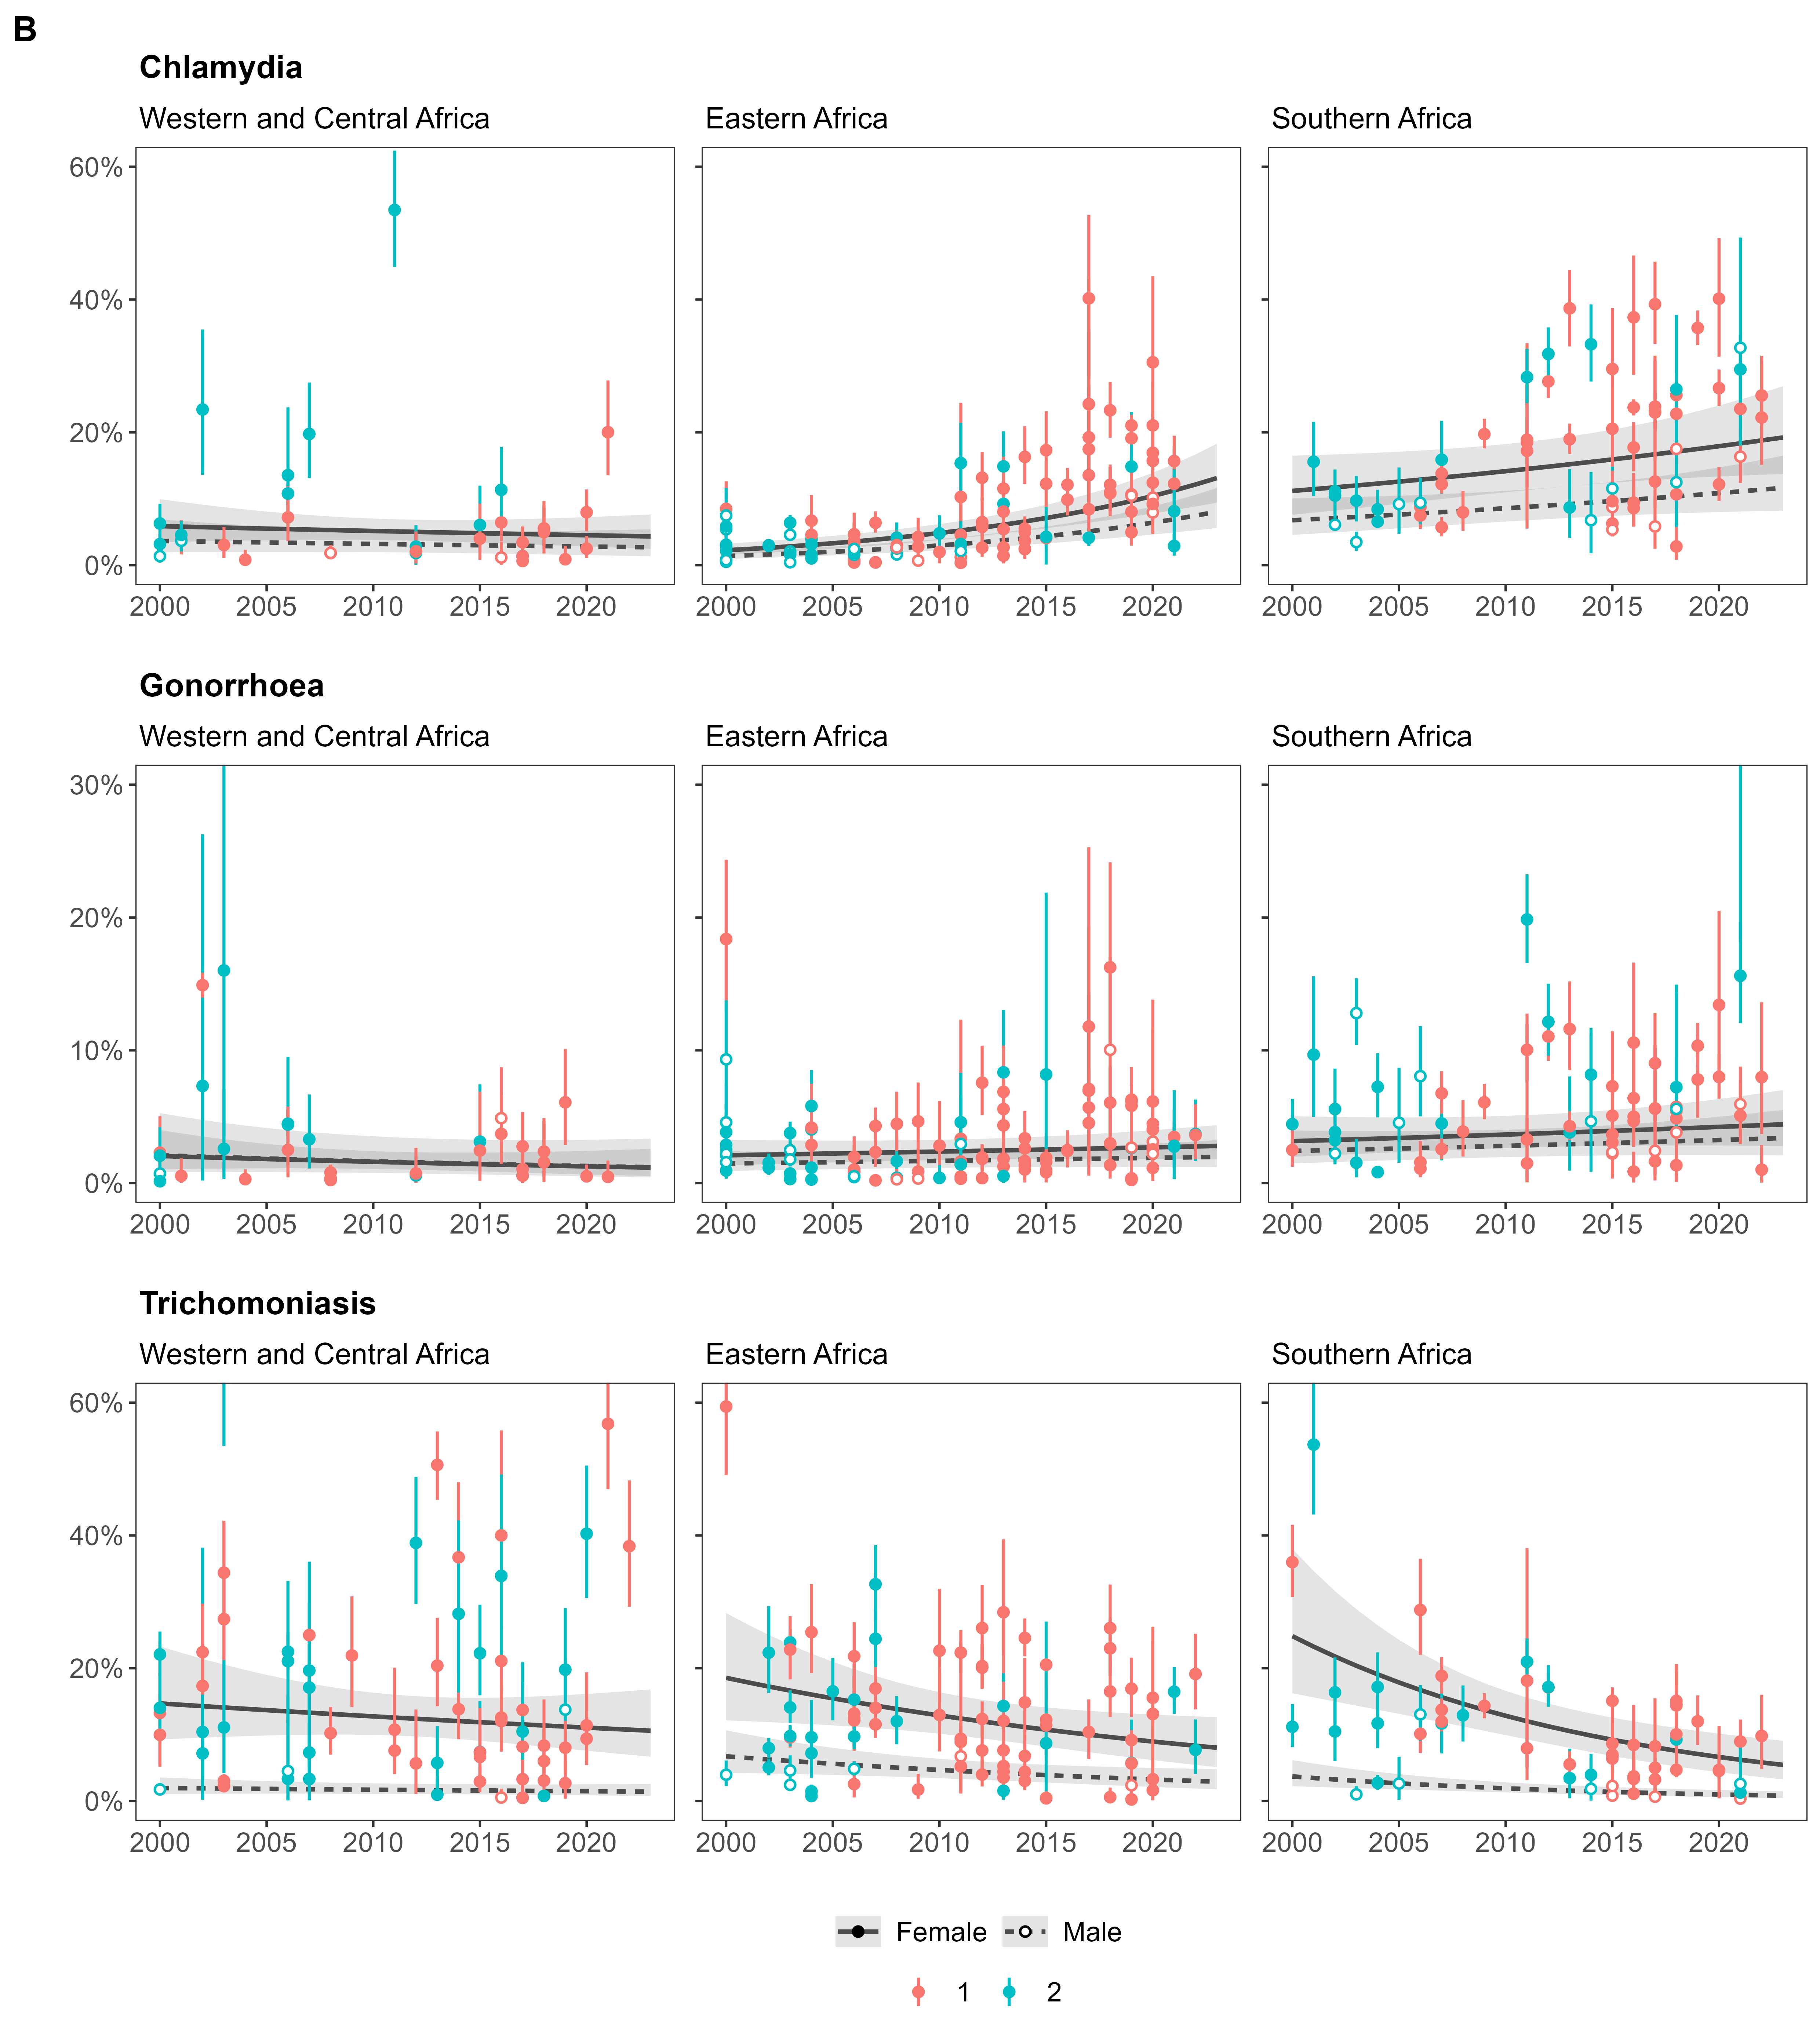 B
Chlamydia
Western and Central Africa Eastern Africa Southern Africa
60%
40%
20%
0%
2000 2005 2010 2015 2020 2000 2005 2010 2015 2020 2000 2005 2010 2015 2020
Gonorrhoea
Western and Central Africa Eastern Africa Southern Africa
30%
20%
10%
0%
2000 2005 2010 2015 2020 2000 2005 2010 2015 2020 2000 2005 2010 2015 2020
Trichomoniasis
Western and Central Africa Eastern Africa Southern Africa
60%
40%
20%
0%
2000 2005 2010 2015 2020 2000 2005 2010 2015 2020 2000 2005 2010 2015 2020
Female Male
1 2